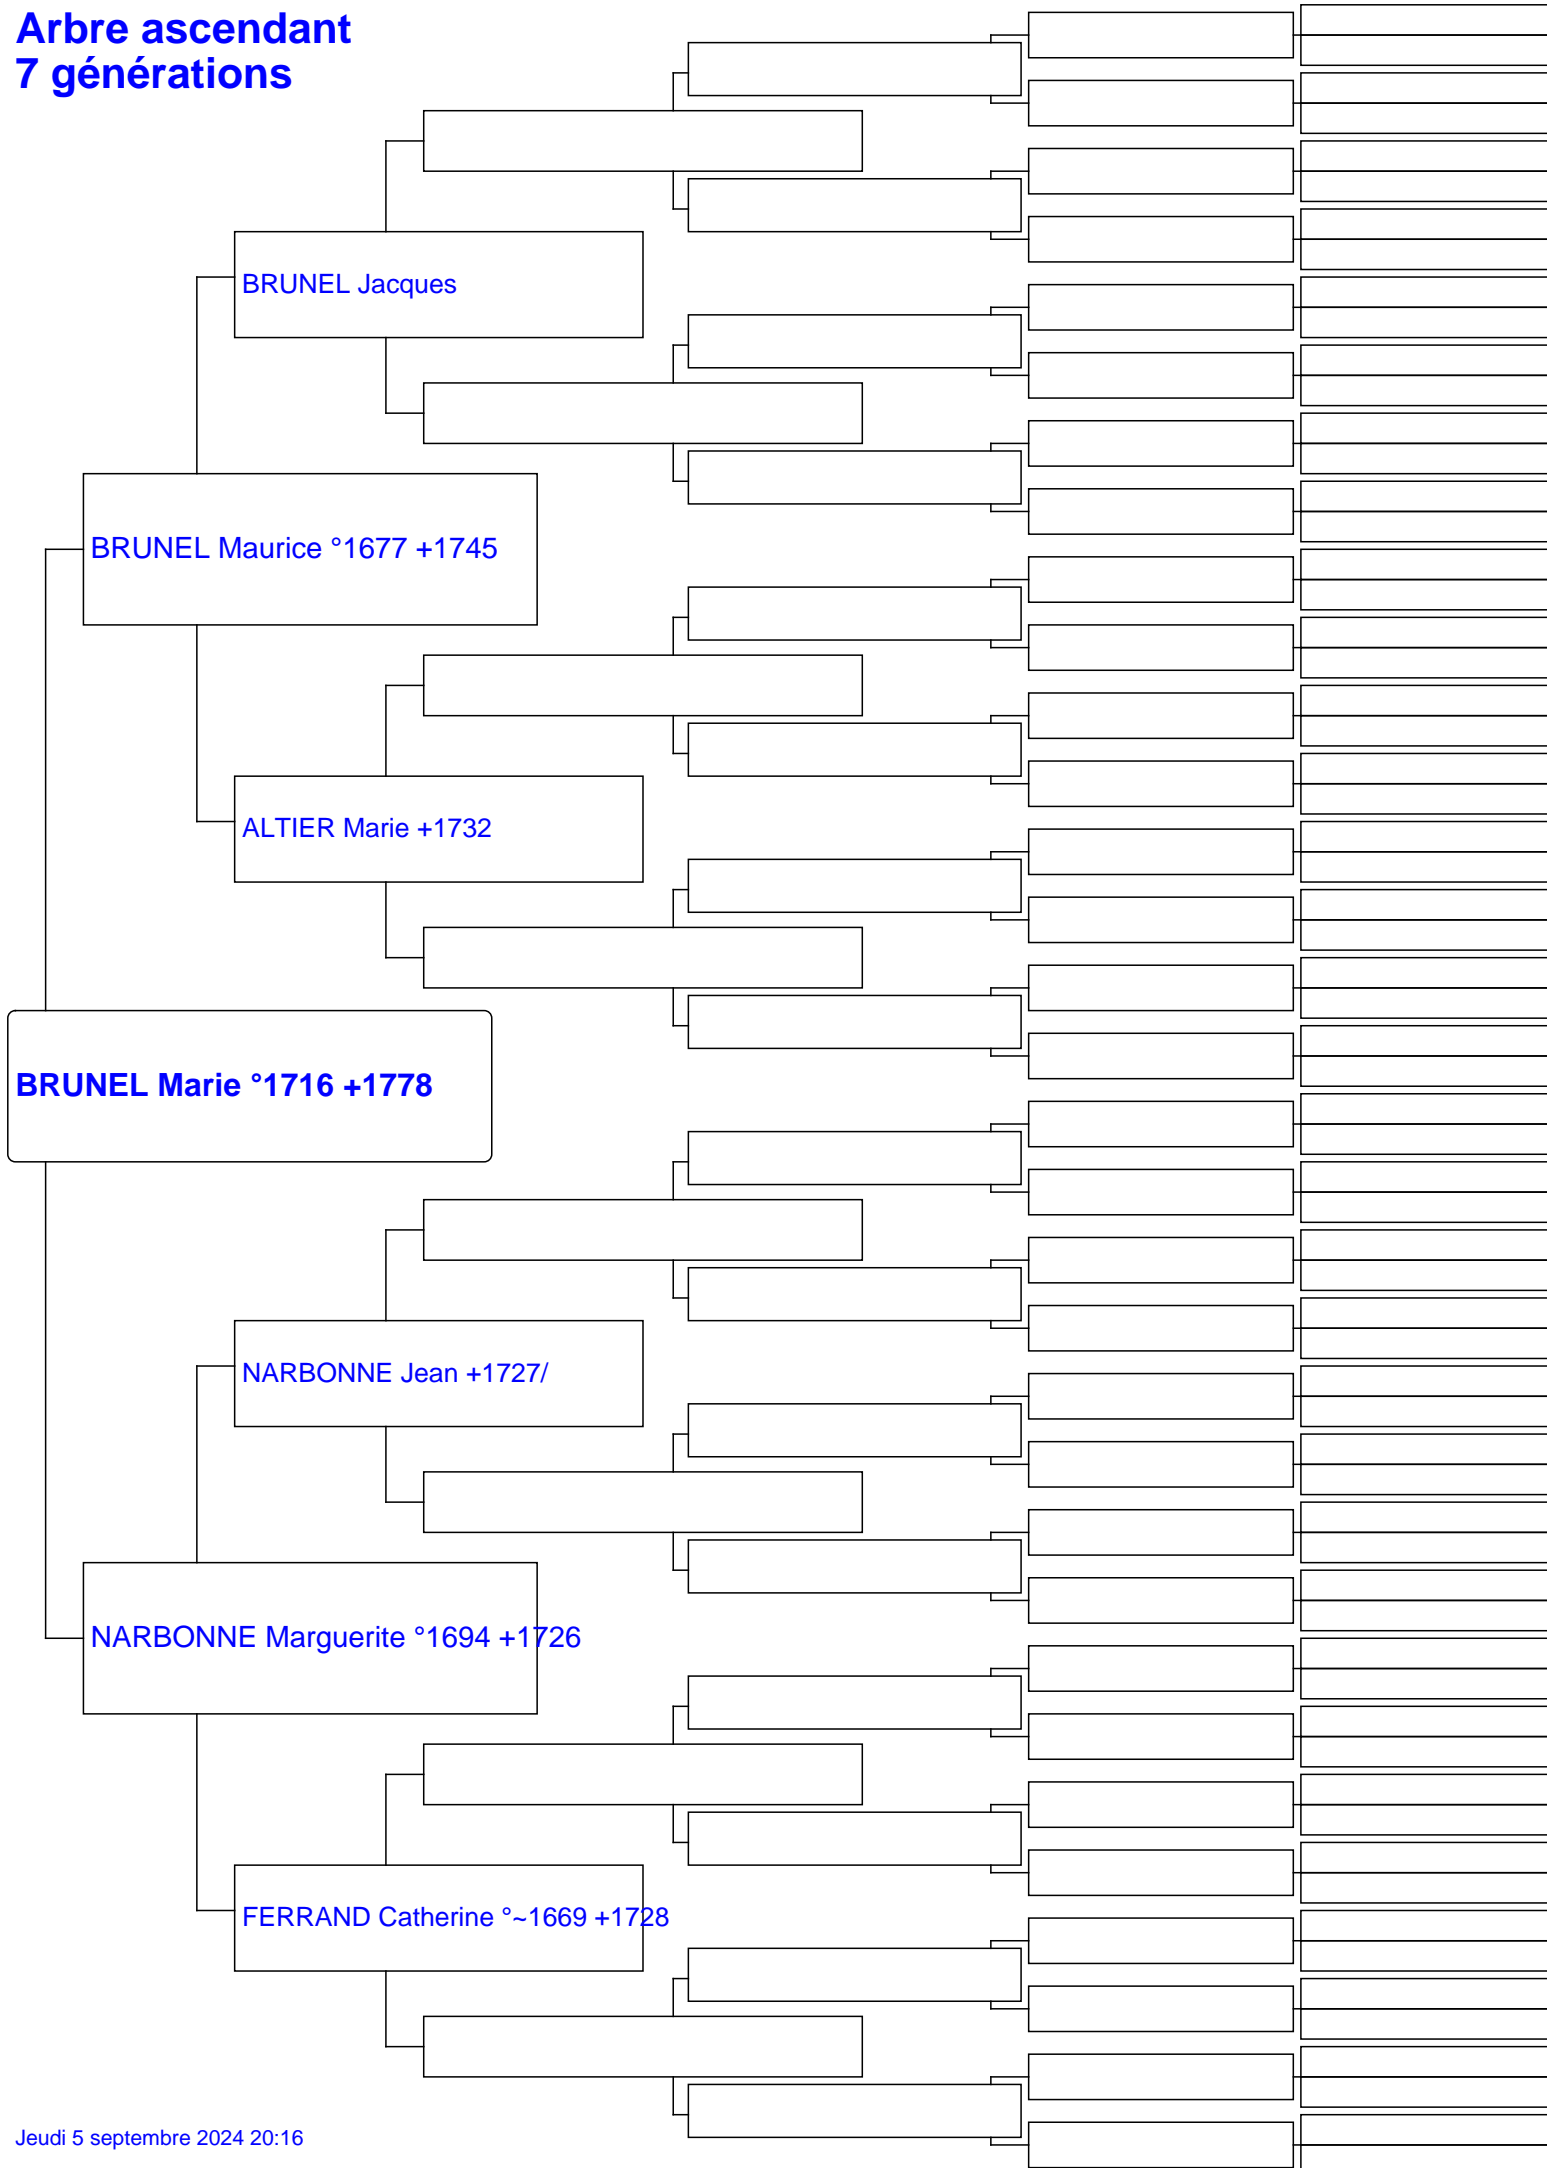 Arbre ascendant
7 générations
BRUNEL Jacques
BRUNEL Maurice °1677 +1745
ALTIER Marie +1732
BRUNEL Marie °1716 +1778
NARBONNE Jean +1727/
NARBONNE Marguerite °1694 +1726
FERRAND Catherine °~1669 +1728
Jeudi 5 septembre 2024 20:16